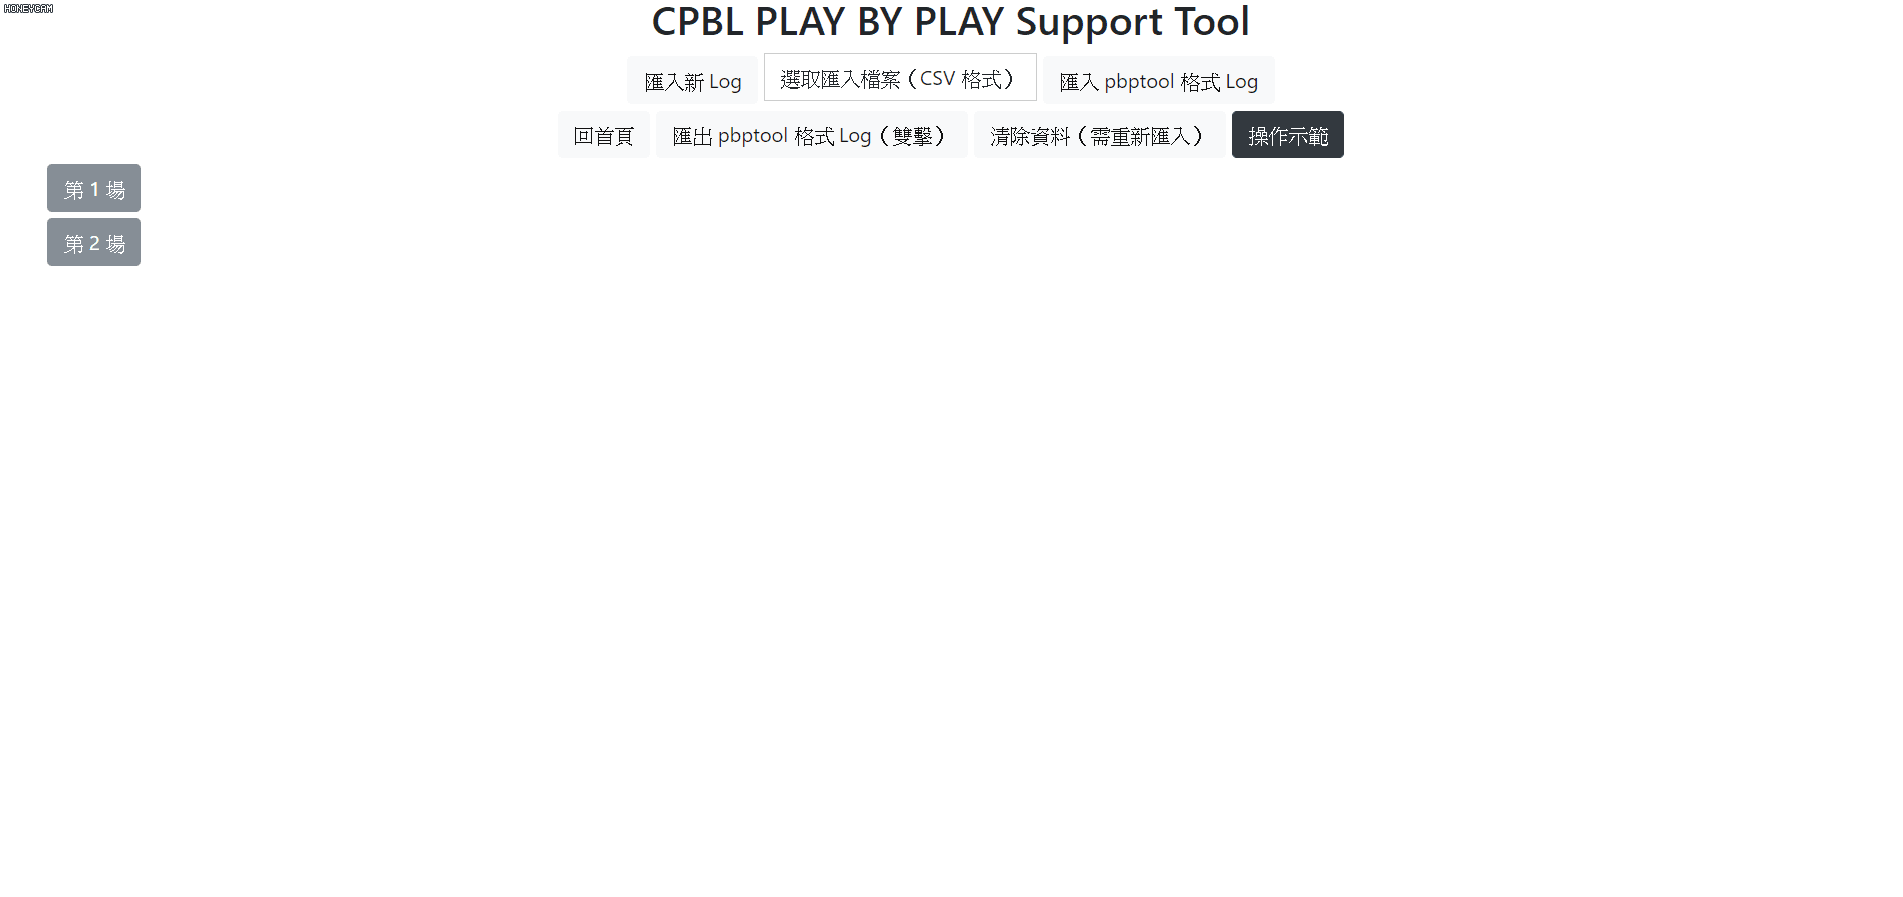 HONEYCAM
CPBL PLAY BY PLAY Support Tool
匯入新 Log 選取匯入檔案（CSV 格式） 匯入 pbptool 格式 Log
回首頁 匯出 pbptool 格式 Log（雙擊） 清除資料（需重新匯入） 操作示範
第 1 場
第 2 場